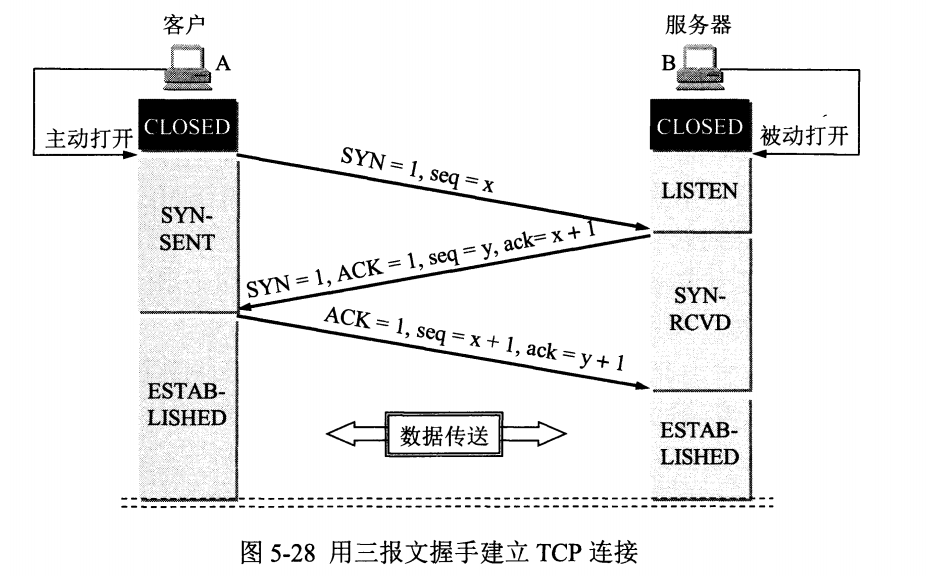 客户
服务器
A
B
主动打开
CLOSED
CLOSED
被动打开
SYN = 1, seq = x
LISTEN
SYN-
SENT
SYN = 1, ACK = 1, seq = y, ack= x + 1
SYN-
RCVD
ACK = 1, seq = x + 1, ack = y + 1
ESTAB-
LISHED
数据传送
ESTAB-
LISHED
图 5-28 用三报文握手建立 TCP 连接